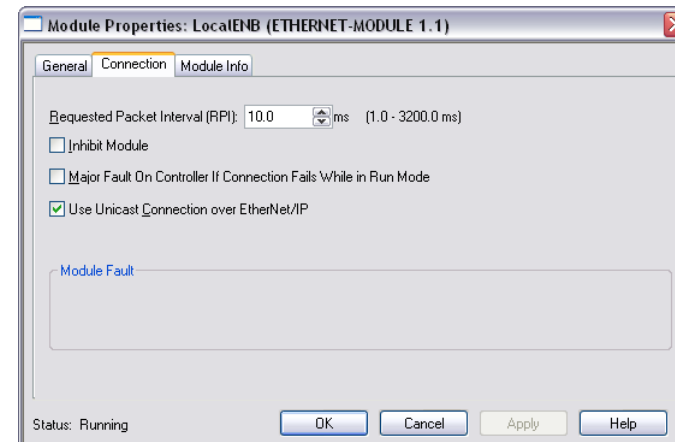 Module Properties: LocalENB (ETHERNET-MODULE 1.1)
General Connection Module Info
Requested Packet Interval (RPI): 10.0 ms (1.0 - 3200.0 ms)
Inhibit Module
Major Fault On Controller If Connection Fails While in Run Mode
Use Unicast Connection over EtherNet/IP
Module Fault
Status: Running OK Cancel Apply Help